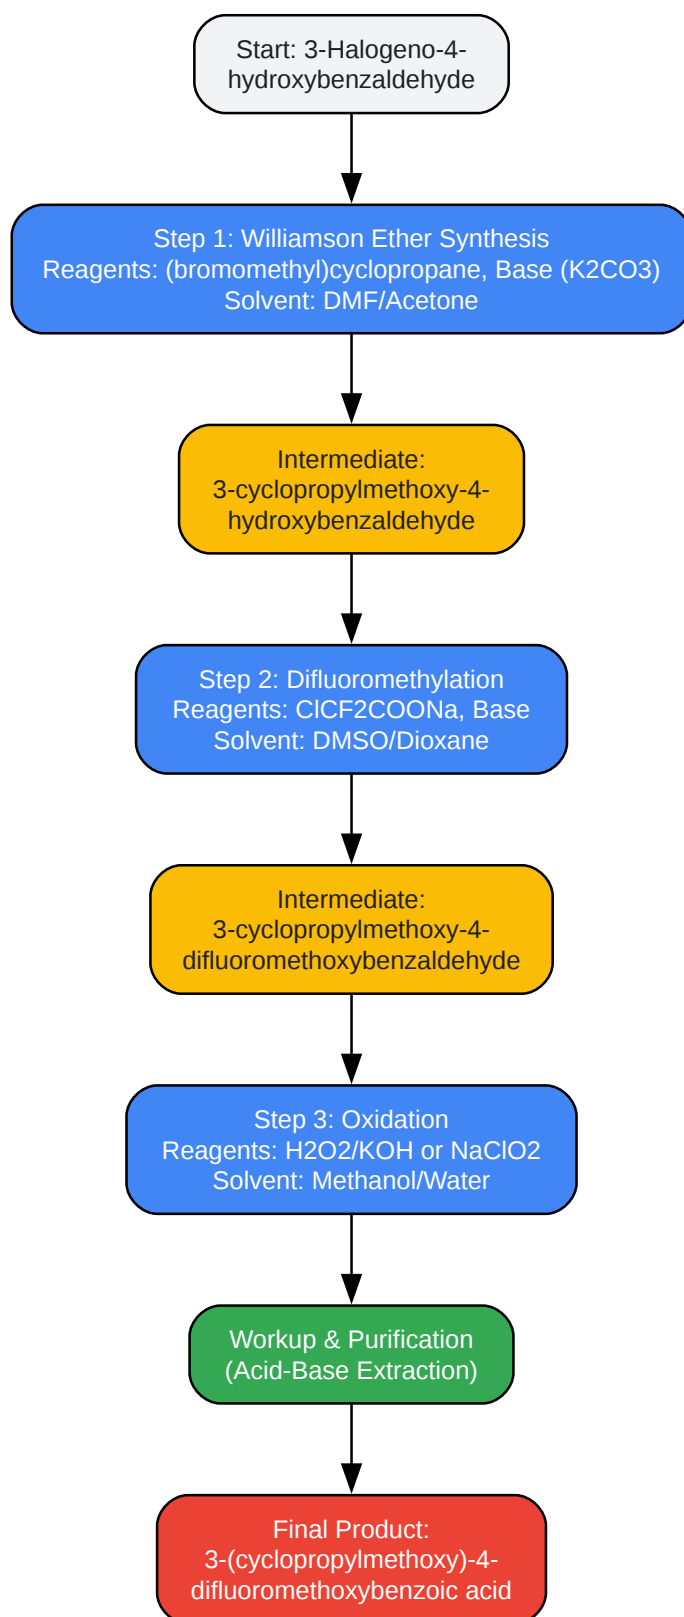 Start: 3-Halogeno-4-
hydroxybenzaldehyde
Step 1: Williamson Ether Synthesis
Reagents: (bromomethyl)cyclopropane, Base (K2CO3)
Solvent: DMF/Acetone
Intermediate:
3-cyclopropylmethoxy-4-
hydroxybenzaldehyde
Step 2: Difluoromethylation
Reagents: ClCF2COONa, Base
Solvent: DMSO/Dioxane
Intermediate:
3-cyclopropylmethoxy-4-
difluoromethoxybenzaldehyde
Step 3: Oxidation
Reagents: H2O2/KOH or NaClO2
Solvent: Methanol/Water
Workup & Purification
(Acid-Base Extraction)
Final Product:
3-(cyclopropylmethoxy)-4-
difluoromethoxybenzoic acid